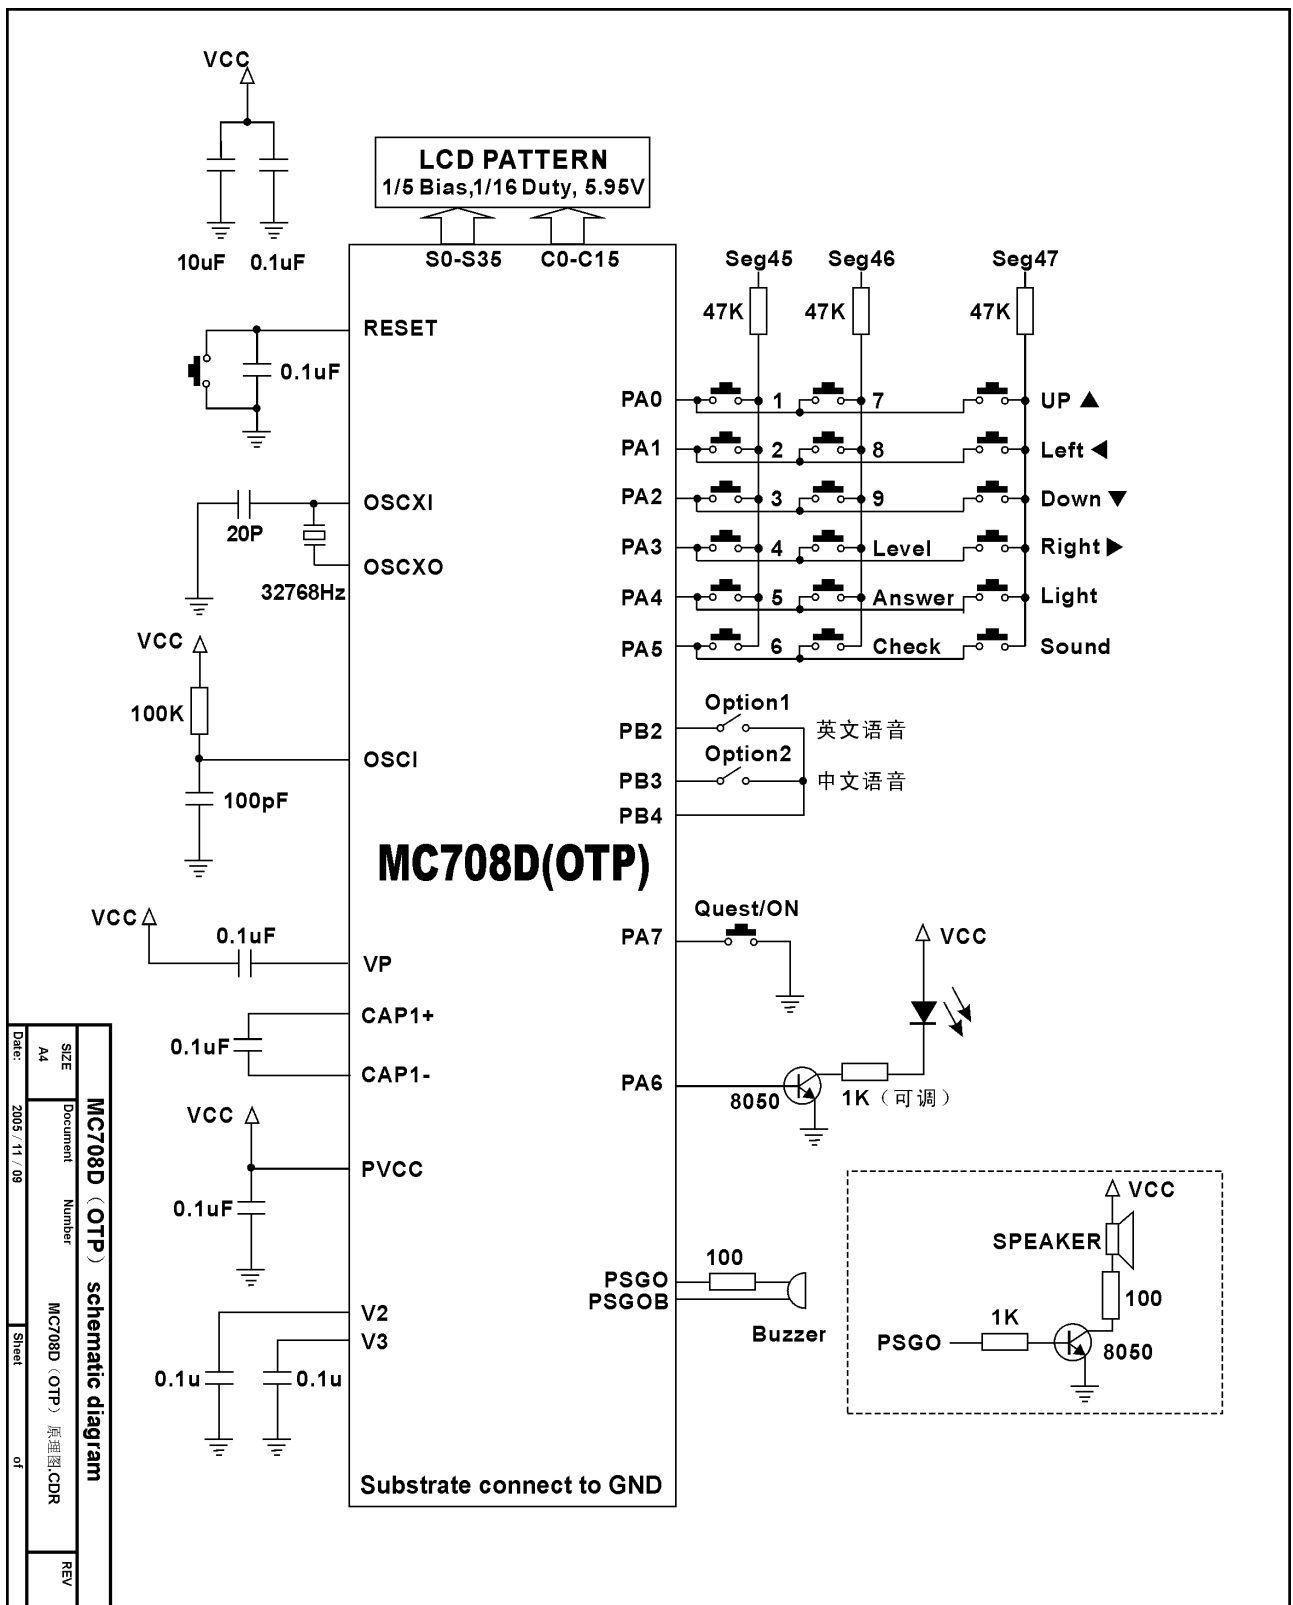 VCC
10uF 0.1uF
LCD PATTERN
1/5 Bias,1/16 Duty, 5.95V
S0-S35 C0-C15
RESET
0.1uF
OSCXI
20P
OSCXO
32768Hz
VCC
100K
OSCI
100pF
MC708D(OTP)
VCC
0.1uF
VP
CAP1+
0.1uF
CAP1-
VCC
PVCC
0.1uF
V2
V3
0.1u 0.1u
Substrate connect to GND
Seg45 Seg46 Seg47
47K 47K 47K
PA0 1 7 UP ▲
PA1 2 8 Left ◀
PA2 3 9 Down ▼
PA3 4 Level Right ▶
PA4 5 Answer Light
PA5 6 Check Sound
Option1
PB2 英文语音
Option2
PB3 中文语音
PB4
Quest/ON
PA7
VCC
PA6
8050 1K（可调）
100
PSGO
PSGOB
Buzzer
VCC
SPEAKER
100
1K
PSGO
8050
MC708D（OTP） schematic diagram
SIZE Document Number REV
A4 MC708D（OTP） 原理图.CDR
Date: 2005 / 11 / 09 Sheet of